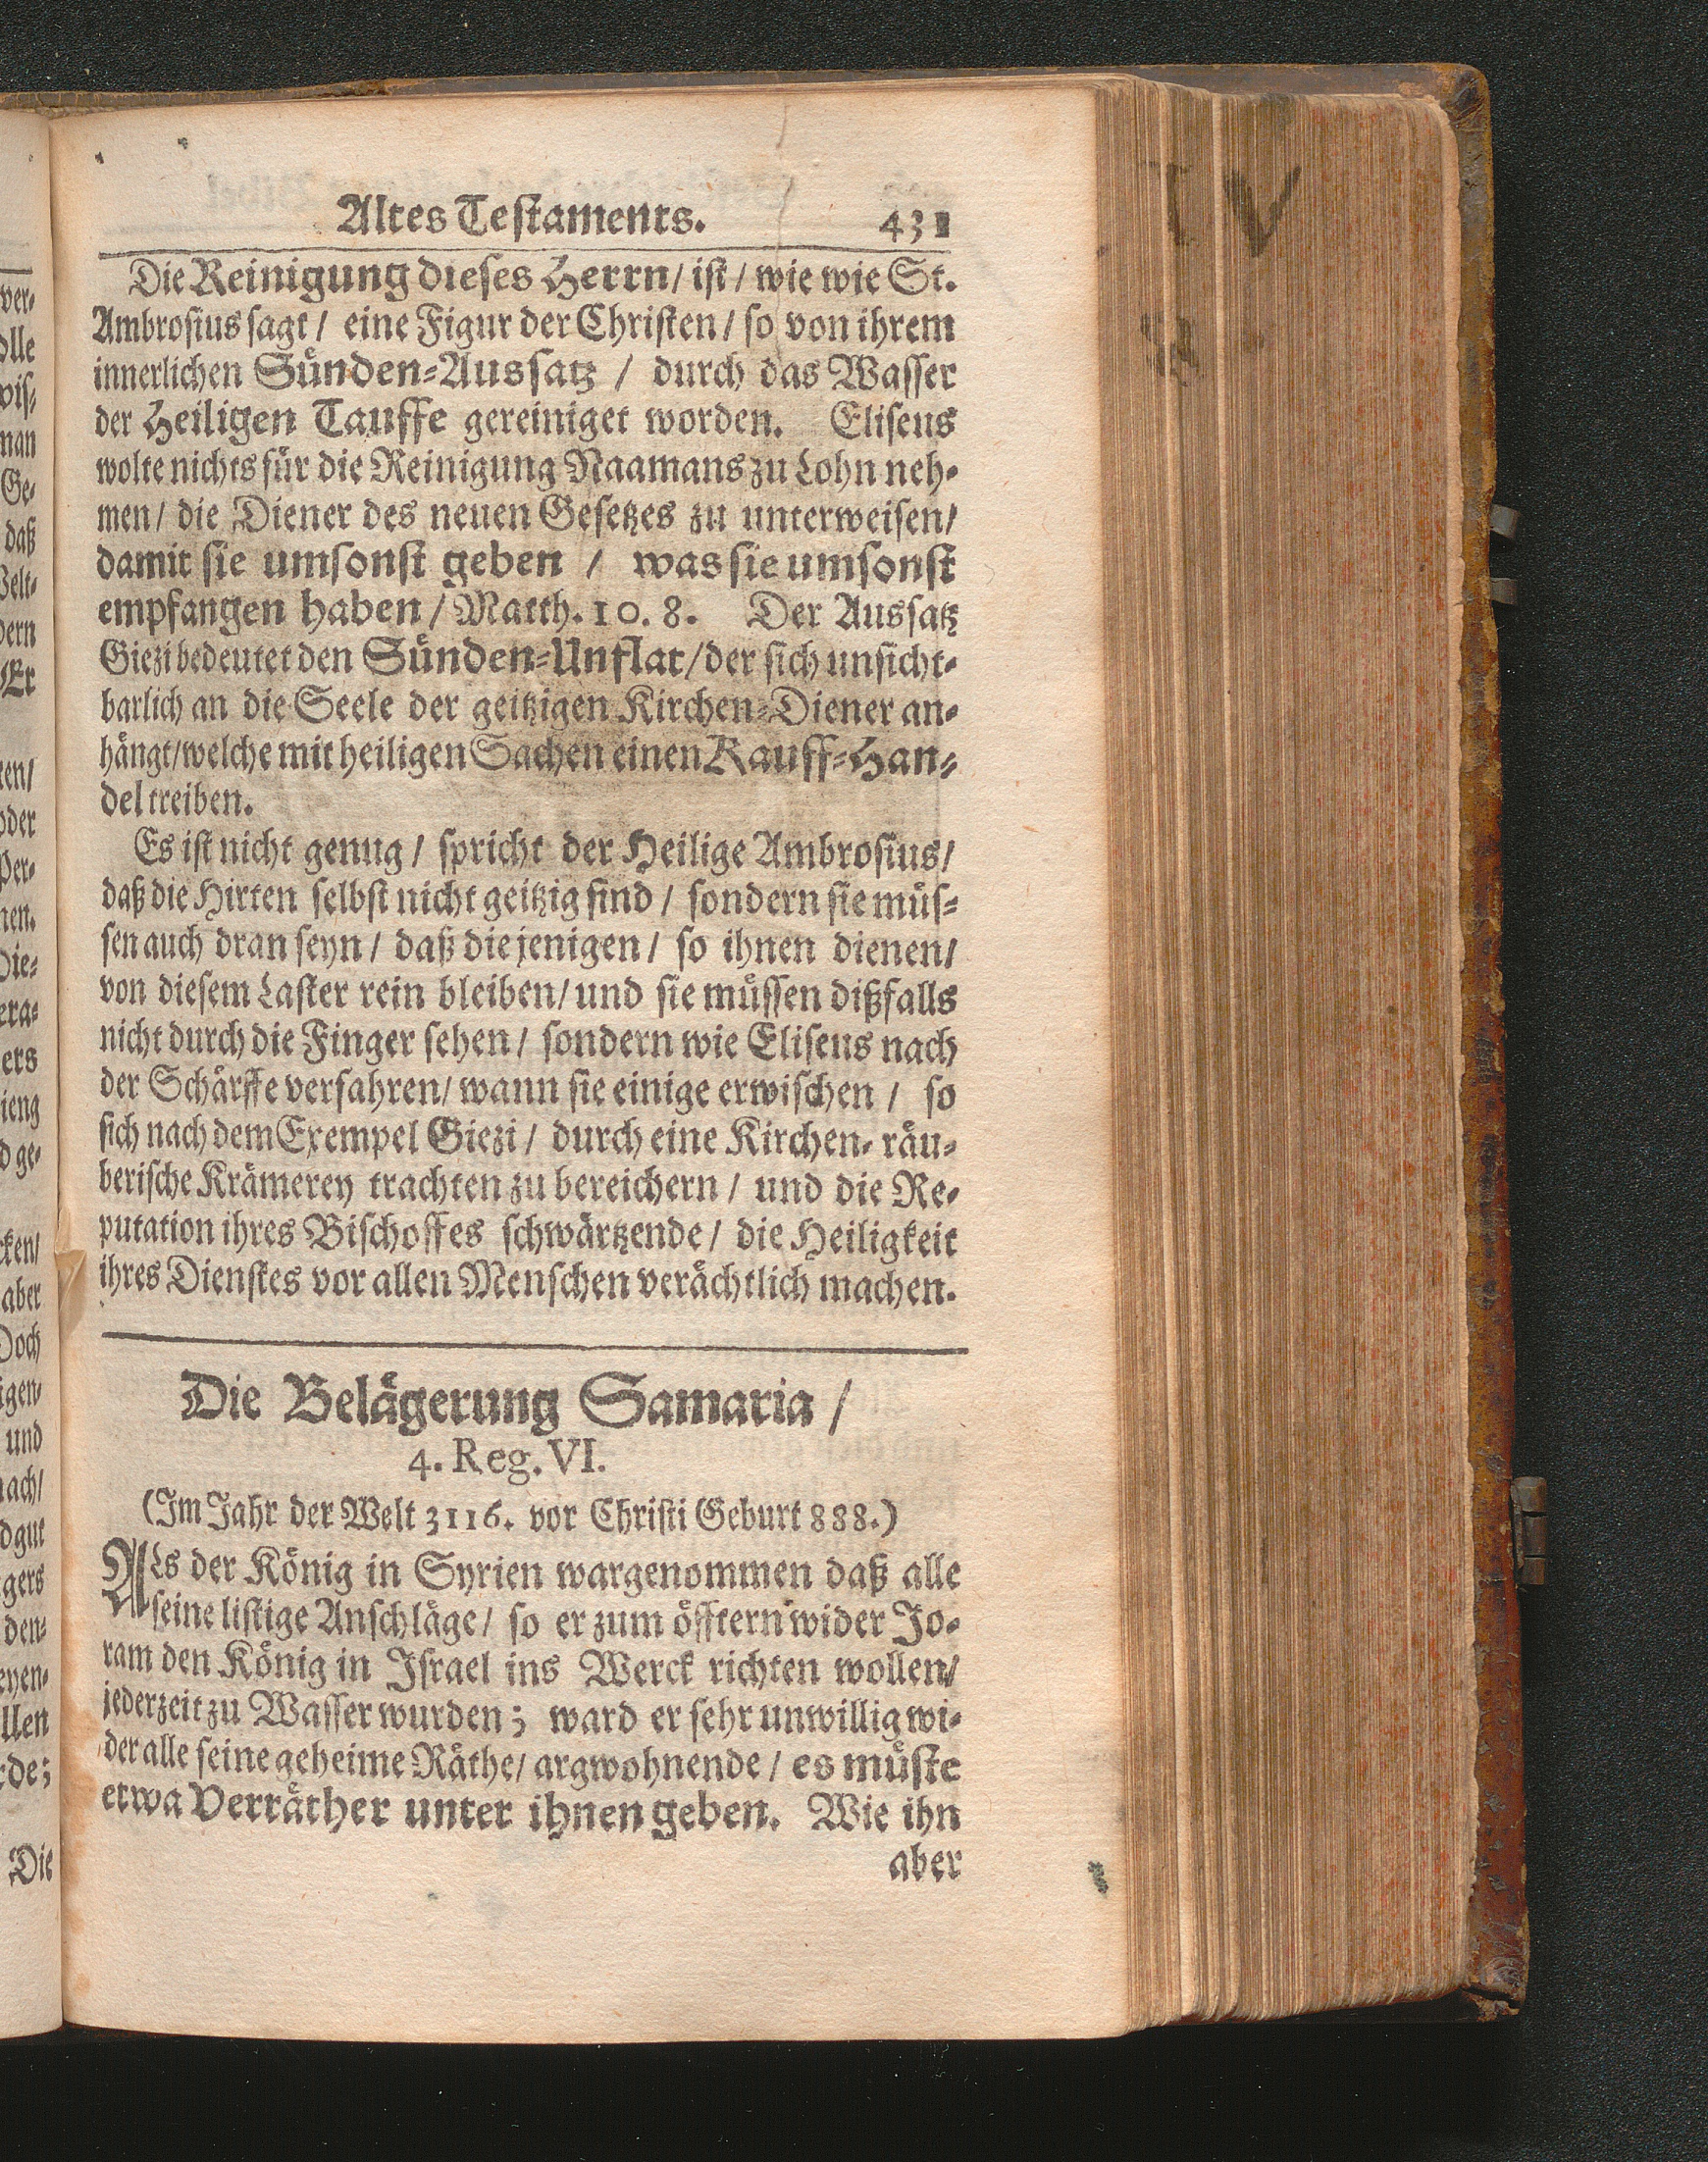 Altes Testaments. 431
Die Reinigung dieses Herrn/ ist / wie wie St.
Ambrosius sagt / eine Figur der Christen / so von ihrem
innerlichen Sünden-Aussatz / durch das Wasser
der Heiligen Tauffe gereiniget worden. Eliseus
wolte nichts für die Reinigung Naamans zu Lohn neh-
men/ die Diener des neuen Gesetzes zu unterweisen/
damit sie umsonst geben / was sie umsonst
empfangen haben / Matth. 10. 8. Der Aussatz
Giezi bedeutet den Sünden-Unflat/der sich unsicht-
barlich an die Seele der geitzigen Kirchen-Diener an-
hängt/welche mit heiligen Sachen einen Kauff-Han-
del treiben.
Es ist nicht genug / spricht der Heilige Ambrosius/
daß die Hirten selbst nicht geitzig sind / sondern sie müs-
sen auch dran seyn / daß diejenigen / so ihnen dienen/
von diesem Laster rein bleiben/ und sie müssen dißfalls
nicht durch die Finger sehen / sondern wie Eliseus nach
der Schärffe verfahren/ wann sie einige erwischen / so
sich nach dem Exempel Giezi / durch eine Kirchen-räu-
berische Krämerey trachten zu bereichern / und die Re-
putation ihres Bischoffes schwärtzende / die Heiligkeit
ihres Dienstes vor allen Menschen verächtlich machen.
Die Belägerung Samaria /
4. Reg. VI.
(Im Jahr der Welt 3116. vor Christi Geburt 888.)
Als der König in Syrien wargenommen daß alle
seine listige Anschläge / so er zum öfftern wider Jo-
ram den König in Israel ins Werck richten wollen/
jederzeit zu Wasser wurden; ward er sehr unwillig wi-
der alle seine geheime Räthe/ argwohnende / es müste
etwa Verräther unter ihnen geben. Wie ihn
aber